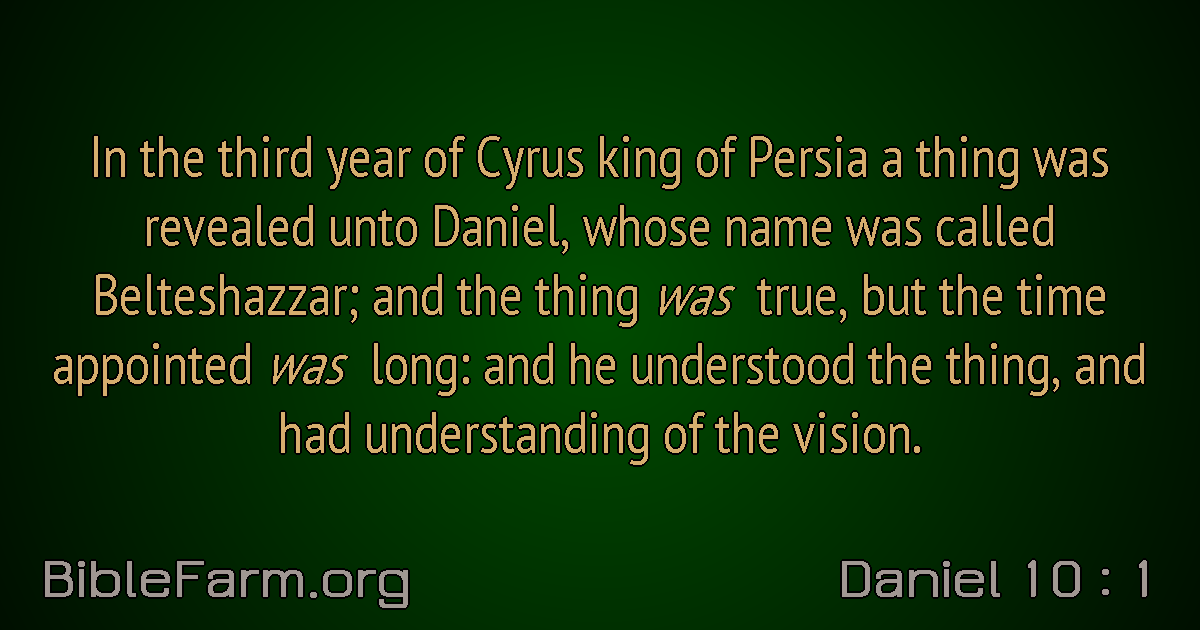 In the third year of Cyrus king of Persia a thing was
revealed unto Daniel, whose name was called
Belteshazzar; and the thing was true, but the time
appointed was long: and he understood the thing, and
had understanding of the vision.
BibleFarm.org
Daniel 10 : 1